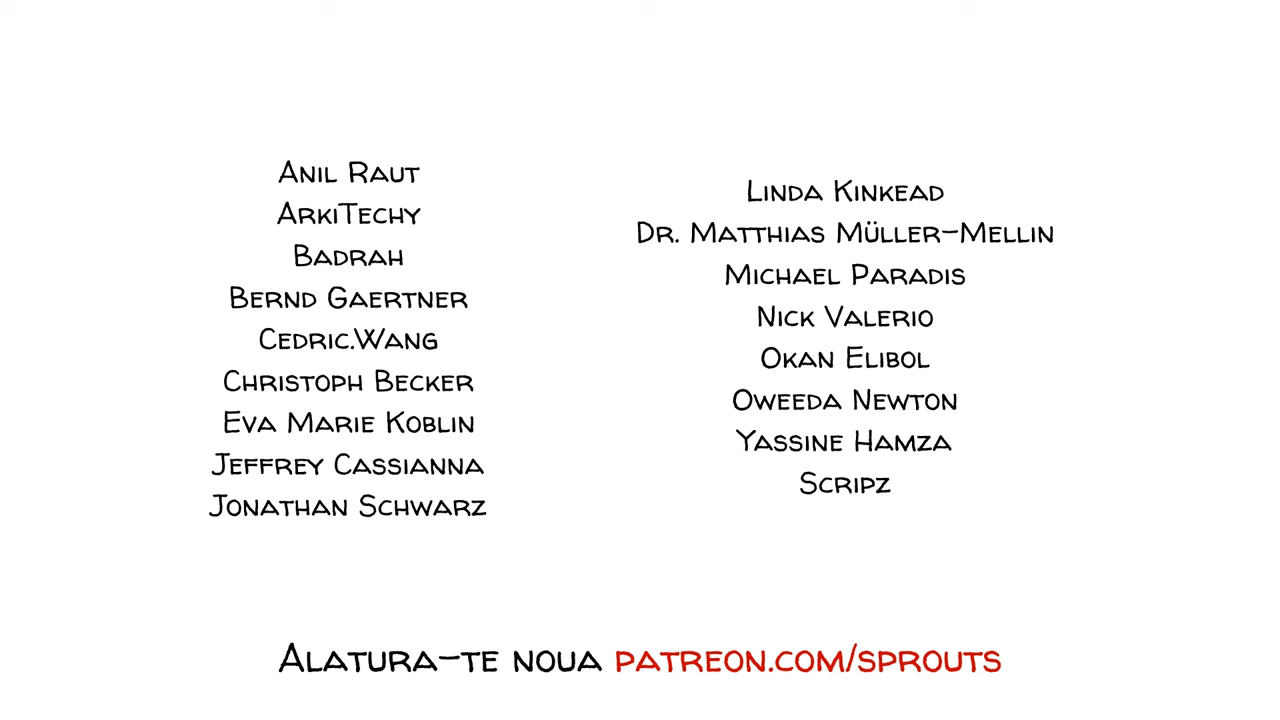 Anil Raut
ArkiTechy
Badrah
Bernd Gaertner
Cedric.Wang
Christoph Becker
Eva Marie Koblin
Jeffrey Cassianna
Jonathan Schwarz
Linda Kinkead
Dr. Matthias Müller-Mellin
Michael Paradis
Nick Valerio
Okan Elibol
Oweeda Newton
Yassine Hamza
Scripz
Alatura-te noua patreon.com/sprouts